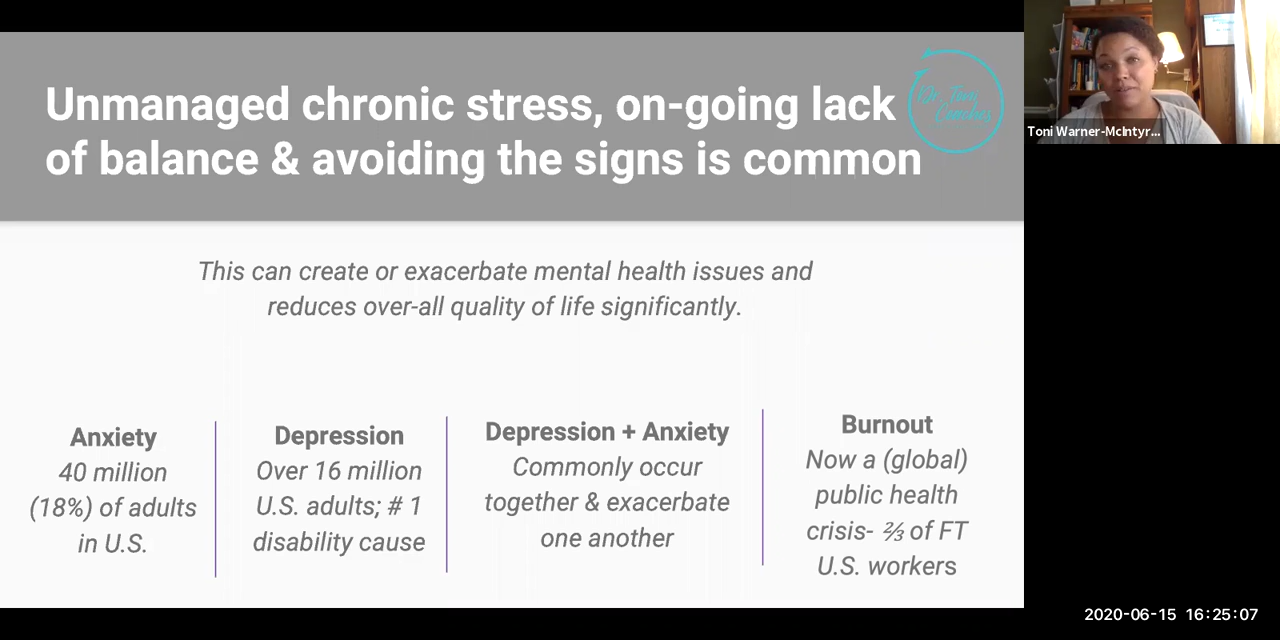 Unmanaged chronic stress, on-going lack
of balance & avoiding the signs is common
Dr. Toni
Coaches
This can create or exacerbate mental health issues and
reduces over-all quality of life significantly.
Anxiety
40 million
(18%) of adults
in U.S.
Depression
Over 16 million
U.S. adults; # 1
disability cause
Depression + Anxiety
Commonly occur
together & exacerbate
one another
Burnout
Now a (global)
public health
crisis- ⅔ of FT
U.S. workers
Toni Warner-McIntyr...
2020-06-15 16:25:07